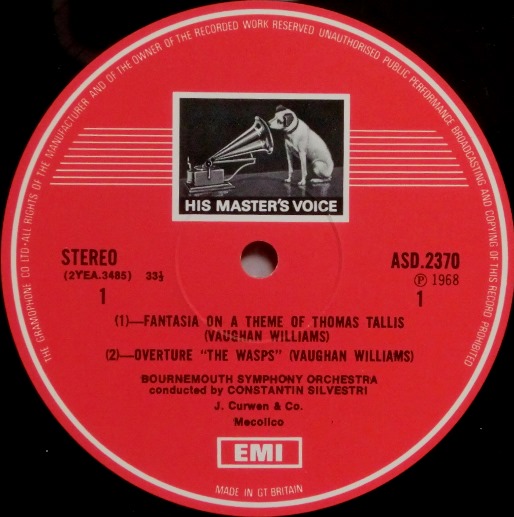 THE GRAMOPHONE CO LTD·ALL RIGHTS OF THE MANUFACTURER AND OF THE OWNER OF THE RECORDED WORK RESERVED UNAUTHORISED PUBLIC PERFORMANCE BROADCASTING AND COPYING OF THIS RECORD PROHIBITED
HIS MASTER'S VOICE
STEREO
(2YEA.3485) 33⅓
1
ASD.2370
Ⓟ 1968
1
(1)—FANTASIA ON A THEME OF THOMAS TALLIS
(VAUGHAN WILLIAMS)
(2)—OVERTURE "THE WASPS" (VAUGHAN WILLIAMS)
BOURNEMOUTH SYMPHONY ORCHESTRA
conducted by CONSTANTIN SILVESTRI
J. Curwen & Co.
Mecolico
EMI
MADE IN GT BRITAIN